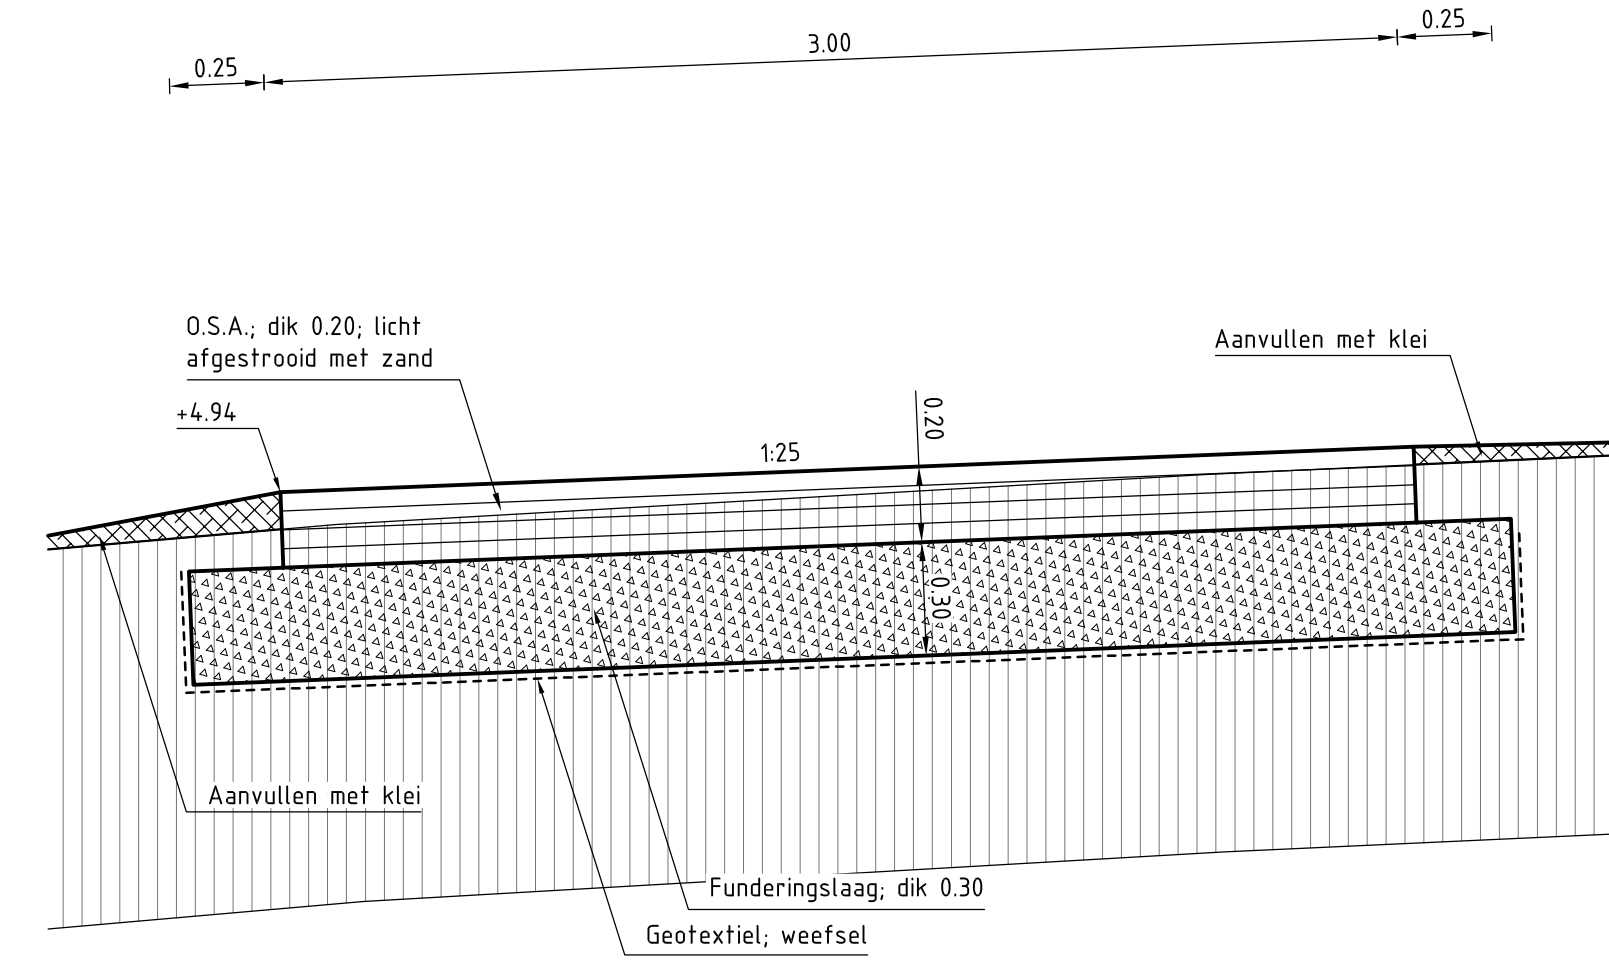 0.25
3.00
0.25
O.S.A.; dik 0.20; licht
afgestrooid met zand
Aanvullen met klei
+4.94
0.20
1:25
0.30
Aanvullen met klei
Funderingslaag; dik 0.30
Geotextiel; weefsel